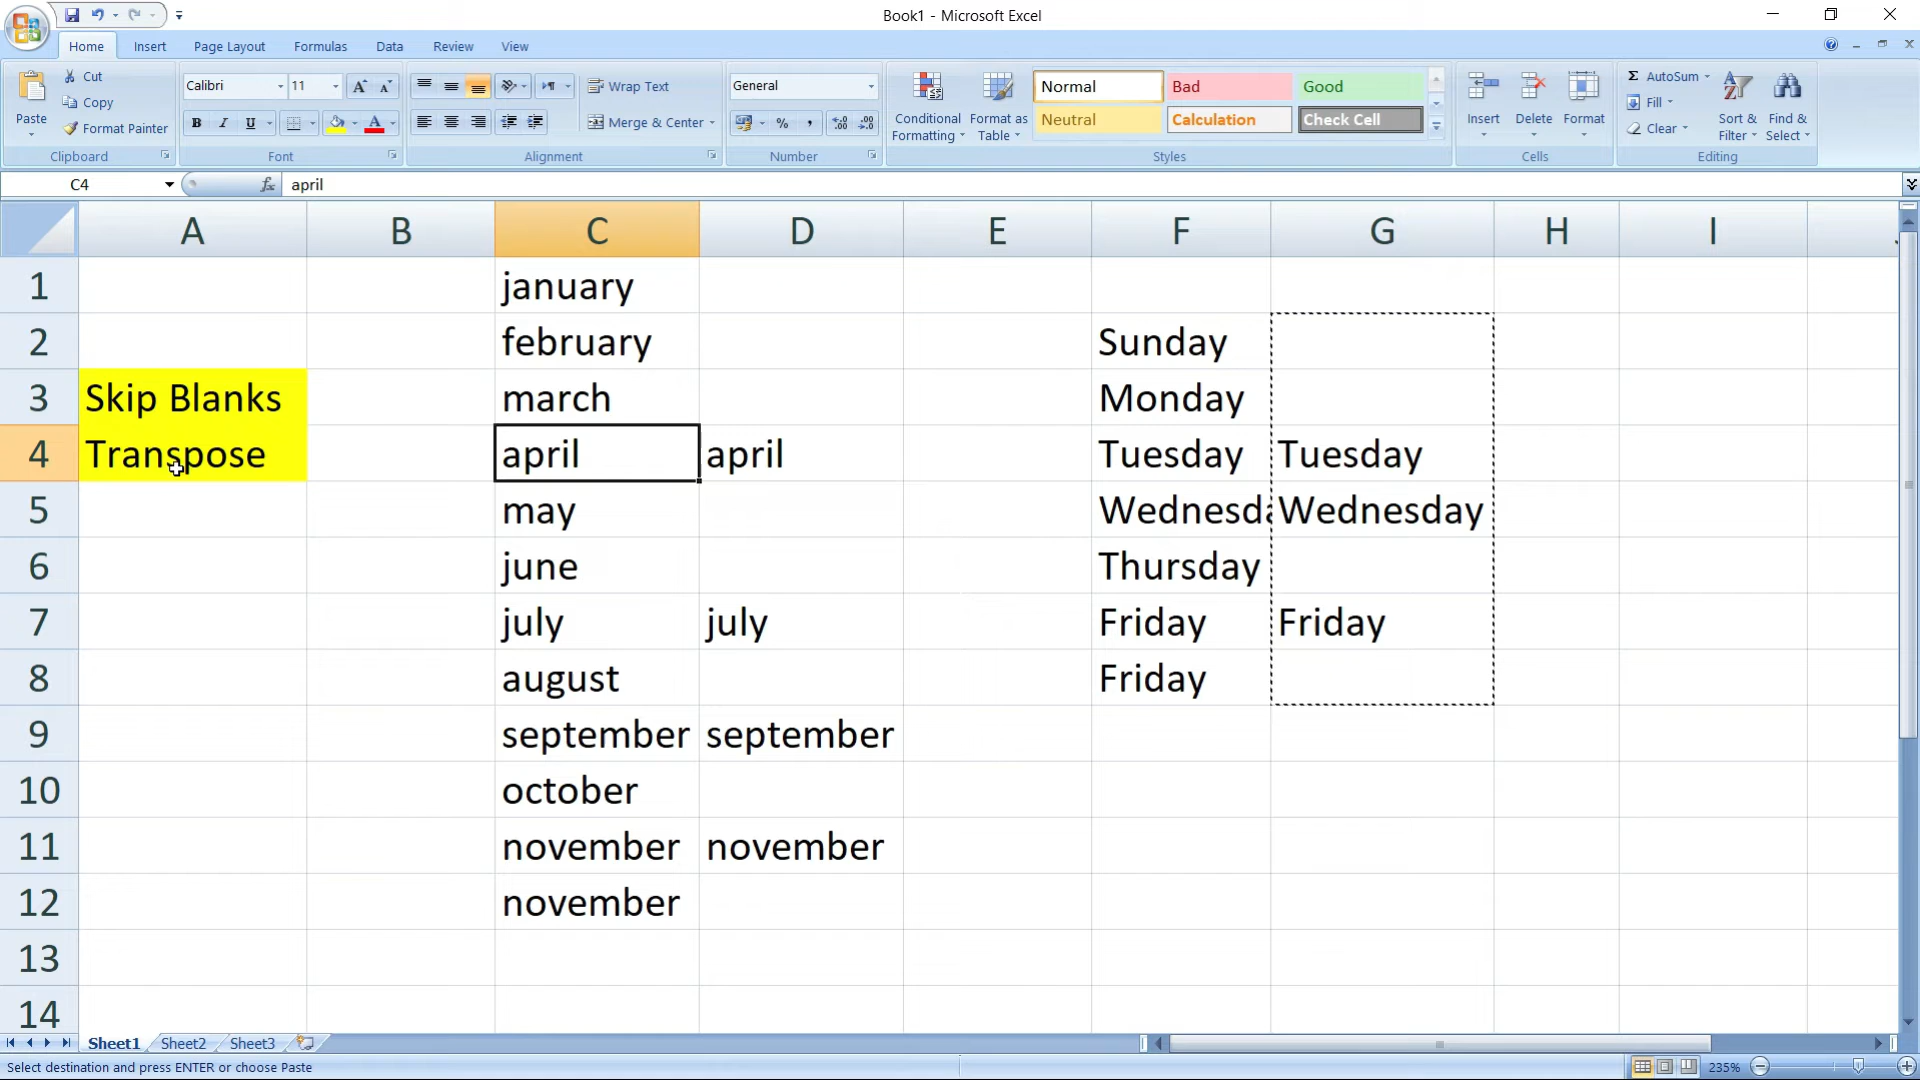 Book1 - Microsoft Excel
Home Insert Page Layout Formulas Data Review View
Paste
Cut
Copy
Format Painter
Clipboard
Calibri 11
B I U
Font
Wrap Text
Merge & Center
Alignment
General
% ,
Number
Conditional Formatting
Format as Table
Normal Bad Good
Neutral Calculation Check Cell
Styles
Insert Delete Format
Cells
Σ AutoSum
Fill
Clear
Sort & Filter
Find & Select
Editing
C4 fx april
A B C D E F G H I
1 january
2 february Sunday
3 Skip Blanks march Monday
4 Transpose april april Tuesday Tuesday
5 may Wednesda Wednesday
6 june Thursday
7 july july Friday Friday
8 august Friday
9 september september
10 october
11 november november
12 november
13
14
Sheet1 Sheet2 Sheet3
Select destination and press ENTER or choose Paste 235%